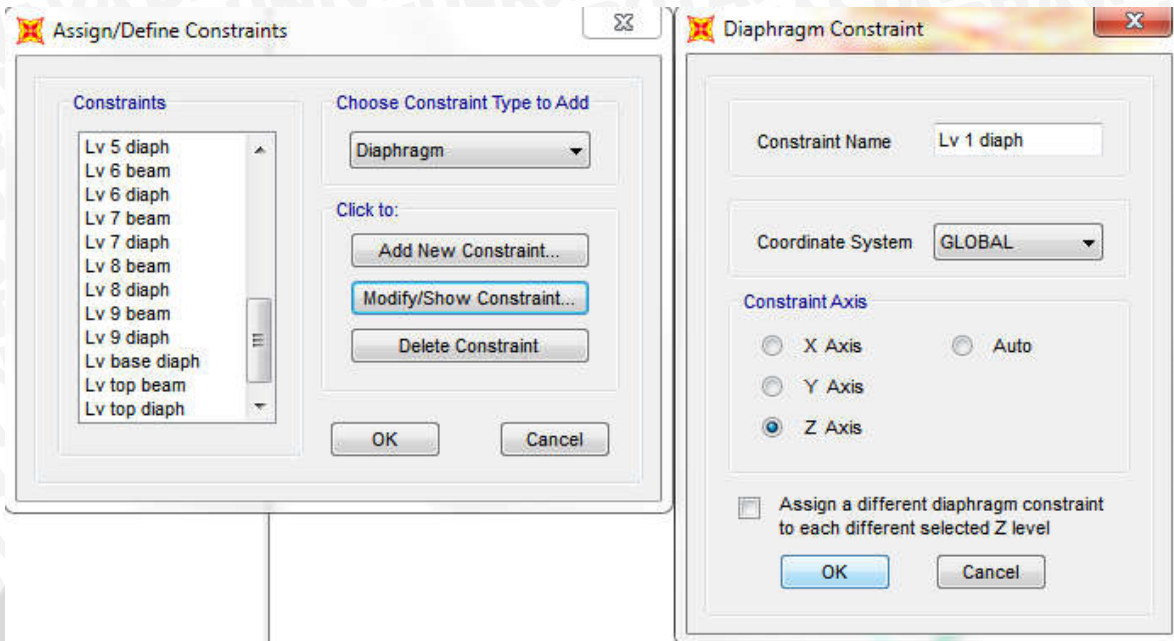 Assign/Define Constraints
Constraints
Lv 5 diaph
Lv 6 beam
Lv 6 diaph
Lv 7 beam
Lv 7 diaph
Lv 8 beam
Lv 8 diaph
Lv 9 beam
Lv 9 diaph
Lv base diaph
Lv top beam
Lv top diaph
Choose Constraint Type to Add
Diaphragm
Click to:
Add New Constraint...
Modify/Show Constraint...
Delete Constraint
OK
Cancel
Diaphragm Constraint
Constraint Name
Lv 1 diaph
Coordinate System
GLOBAL
Constraint Axis
X Axis
Auto
Y Axis
Z Axis
Assign a different diaphragm constraint
to each different selected Z level
OK
Cancel